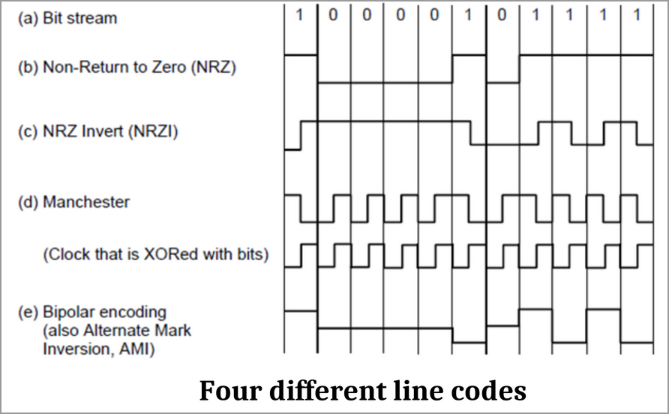 (a) Bit stream 1 0 0 0 0 1 0 1 1 1 1
(b) Non-Return to Zero (NRZ)
(c) NRZ Invert (NRZI)
(d) Manchester
(Clock that is XORed with bits)
(e) Bipolar encoding
(also Alternate Mark
Inversion, AMI)
Four different line codes